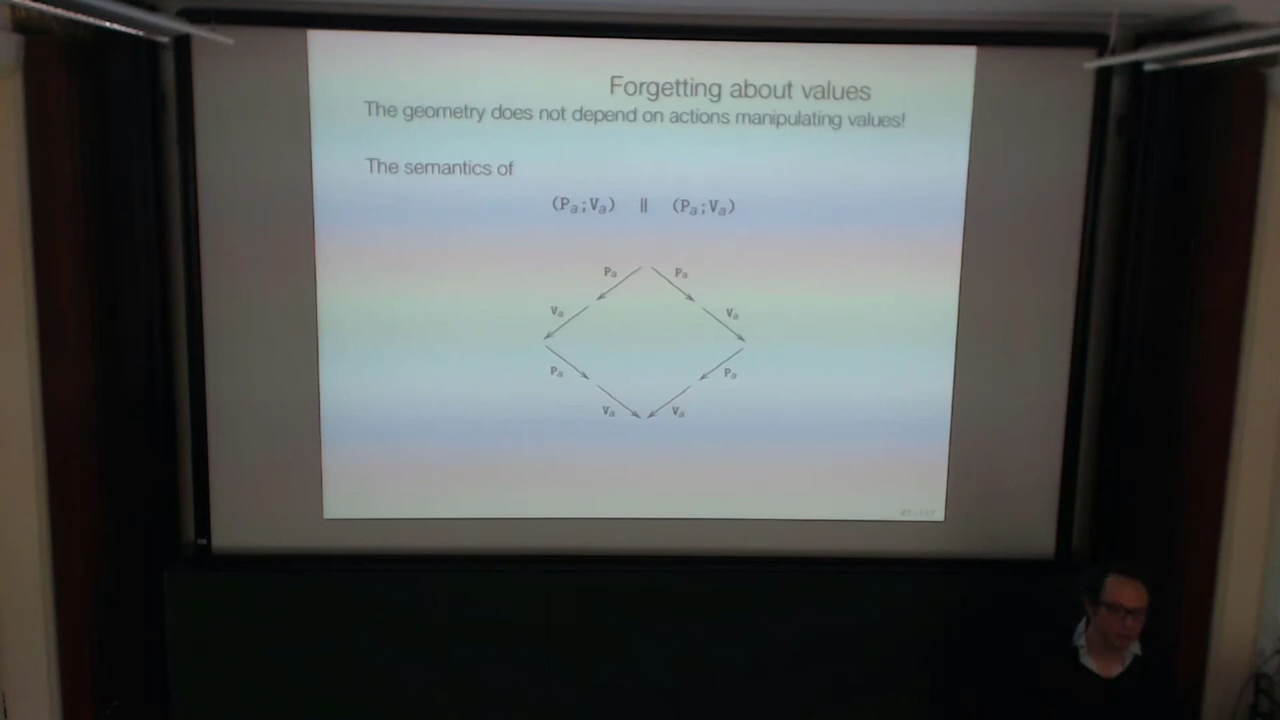 Forgetting about values
The geometry does not depend on actions manipulating values!
The semantics of
(Pa;Va) || (Pa;Va)
Pa Pa
Va Va
Pa Pa
Va Va